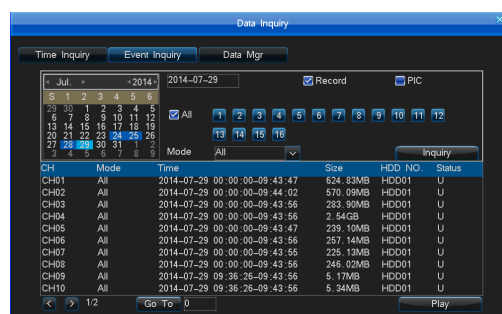 Data Inquiry
Time Inquiry Event Inquiry Data Mgr
Jul. 2014 2014-07-29 Record PIC
S 1 2 3 4 5 6
29 30 1 2 3 4 5
6 7 8 9 10 11 12
13 14 15 16 17 18 19
20 21 22 23 24 25 26
27 28 29 30 31 1 2
3 4 5 6 7 8 9
All 1 2 3 4 5 6 7 8 9 10 11 12
13 14 15 16
Mode All Inquiry
CH Mode Time Size HDD NO. Status
CH01 All 2014-07-29 00:00:00-09:43:47 624.83MB HDD01 U
CH02 All 2014-07-29 00:00:00-09:44:02 570.09MB HDD01 U
CH03 All 2014-07-29 00:00:00-09:43:56 283.90MB HDD01 U
CH04 All 2014-07-29 00:00:00-09:43:56 2.54GB HDD01 U
CH05 All 2014-07-29 00:00:00-09:43:47 239.10MB HDD01 U
CH06 All 2014-07-29 00:00:00-09:43:56 257.14MB HDD01 U
CH07 All 2014-07-29 00:00:00-09:43:55 225.13MB HDD01 U
CH08 All 2014-07-29 00:00:00-09:43:56 246.02MB HDD01 U
CH09 All 2014-07-29 09:36:26-09:43:56 5.17MB HDD01 U
CH10 All 2014-07-29 09:36:26-09:43:56 5.34MB HDD01 U
1/2 Go To 0 Play